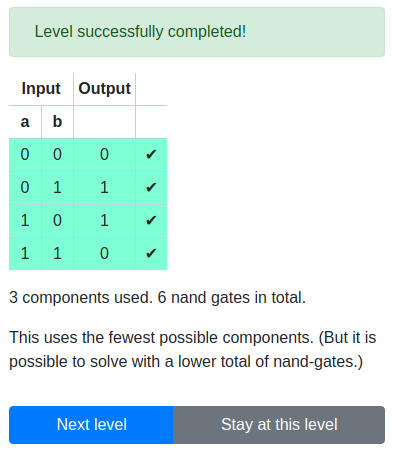 Level successfully completed!
Input Output
a b
0 0 0 ✔
0 1 1 ✔
1 0 1 ✔
1 1 0 ✔
3 components used. 6 nand gates in total.
This uses the fewest possible components. (But it is
possible to solve with a lower total of nand-gates.)
Next level Stay at this level